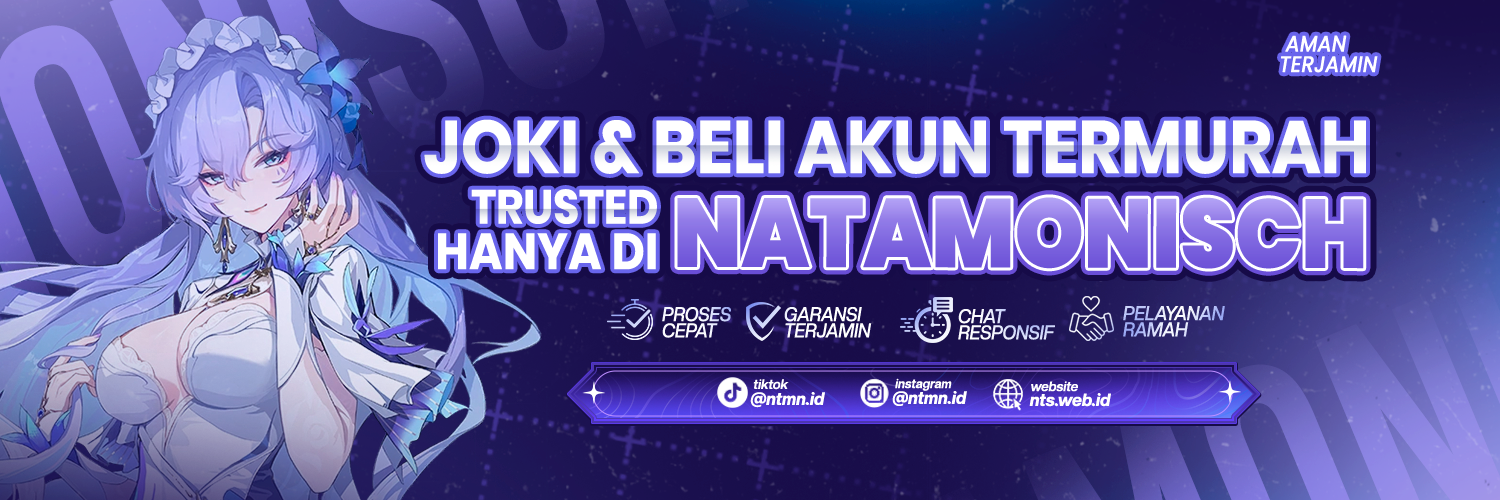 AMAN
TERJAMIN
JOKI & BELI AKUN TERMURAH
TRUSTED
HANYA DI NATAMONISCH
PROSES
CEPAT
GARANSI
TERJAMIN
CHAT
RESPONSIF
PELAYANAN
RAMAH
tiktok
@ntmn.id
instagram
@ntmn.id
website
nts.web.id